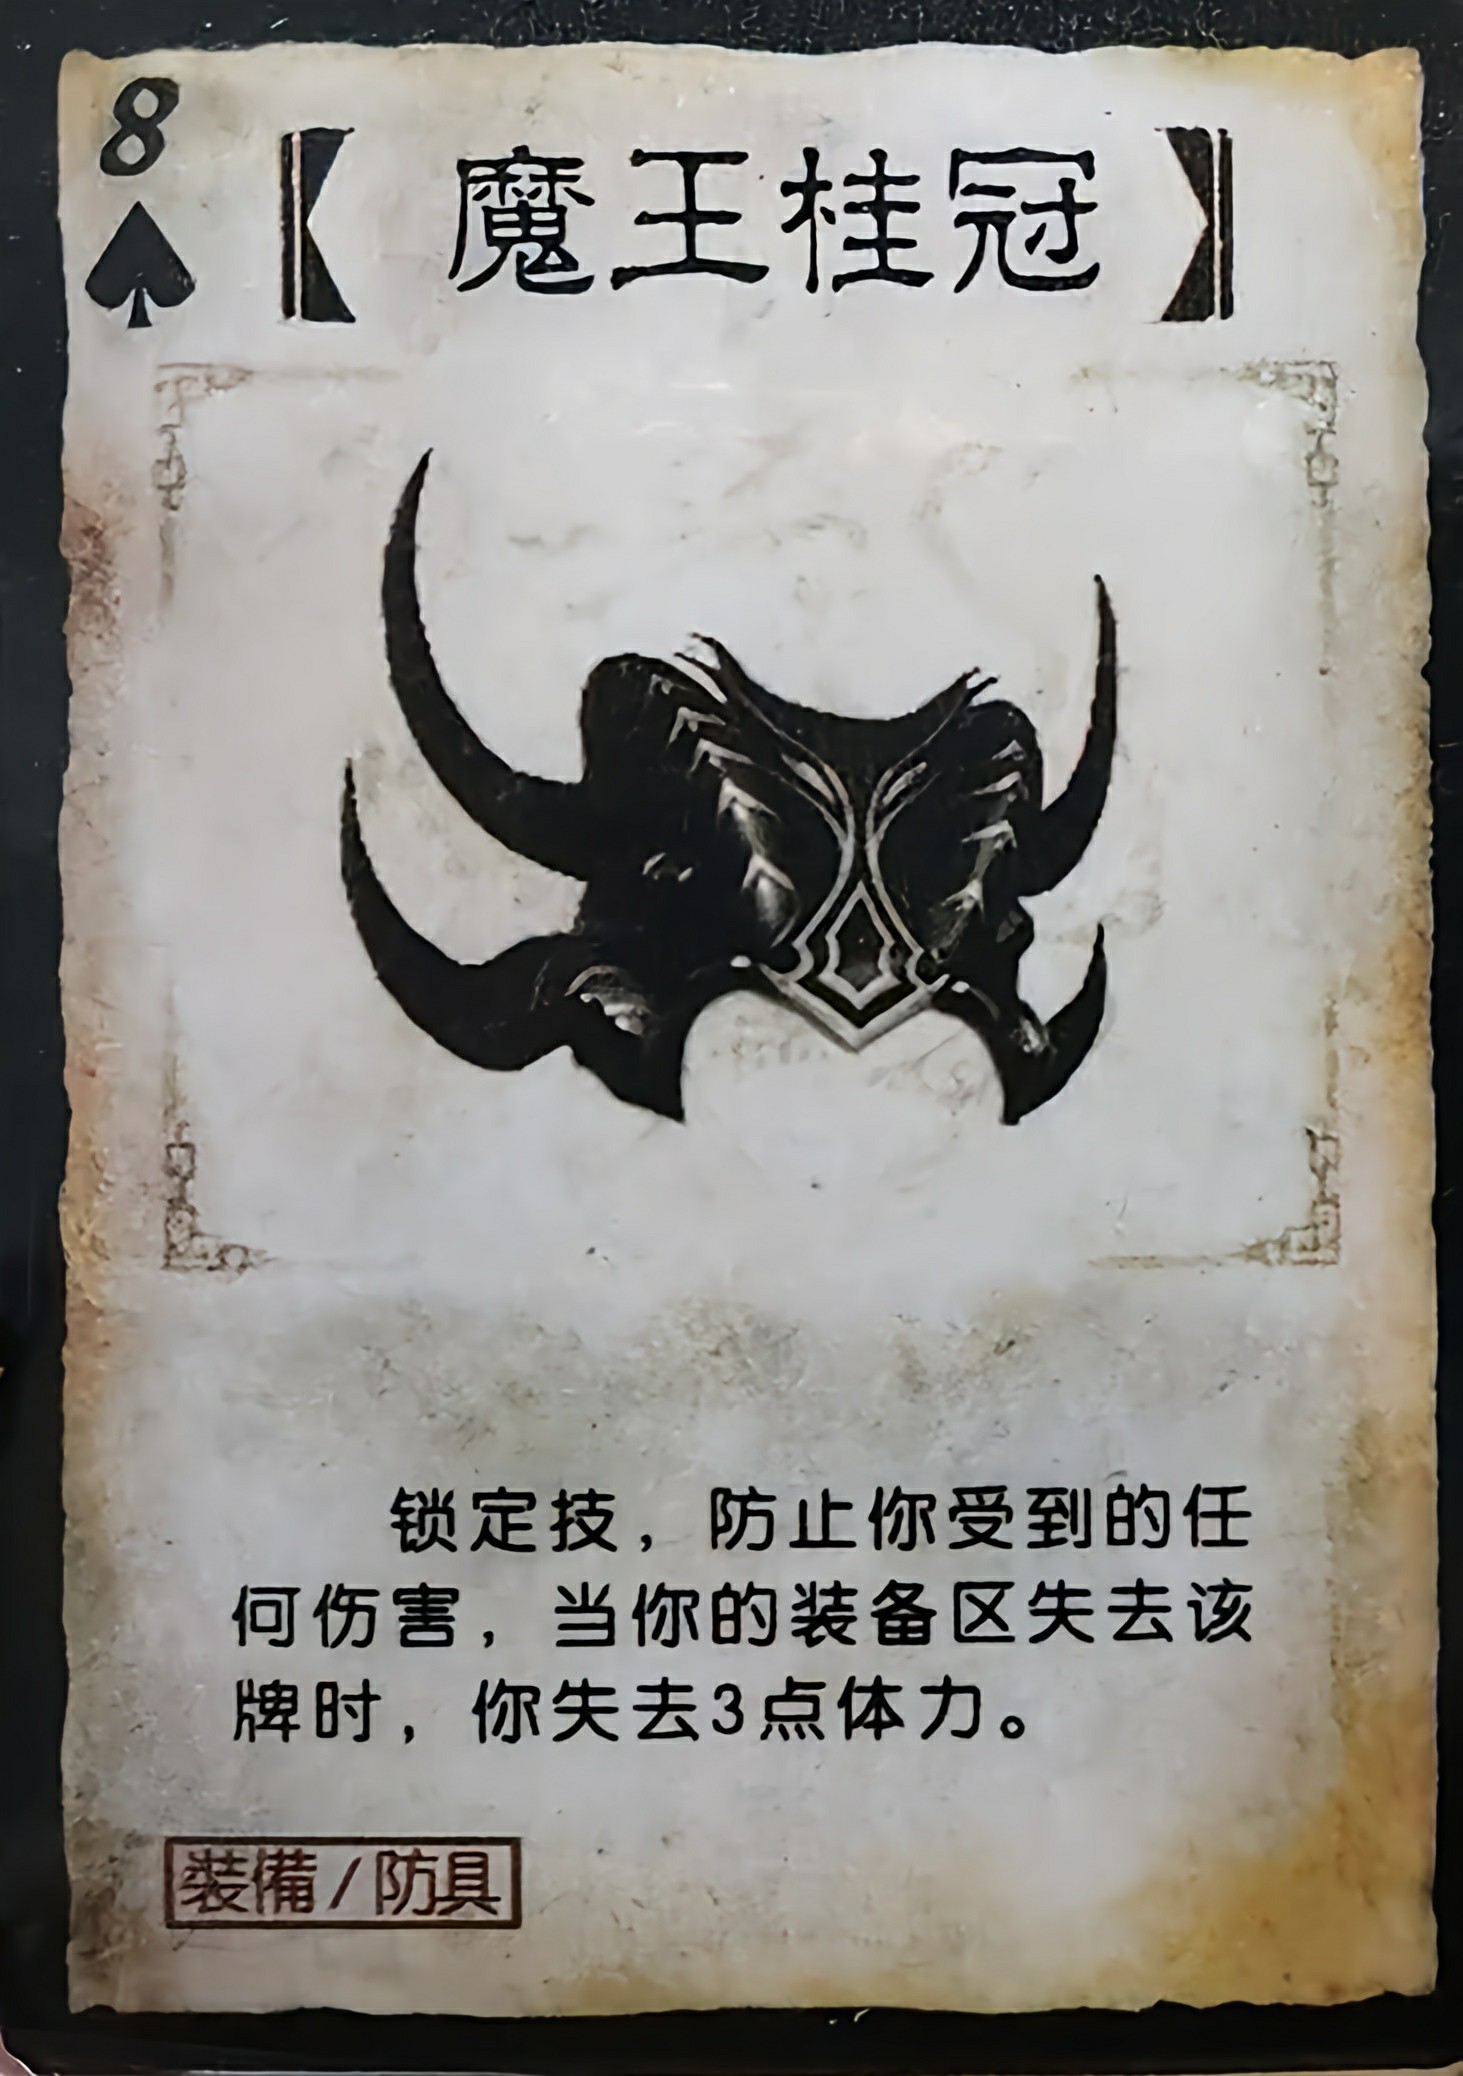 8
【魔王桂冠】
锁定技，防止你受到的任
何伤害，当你的装备区失去该
牌时，你失去3点体力。
裝備/防具